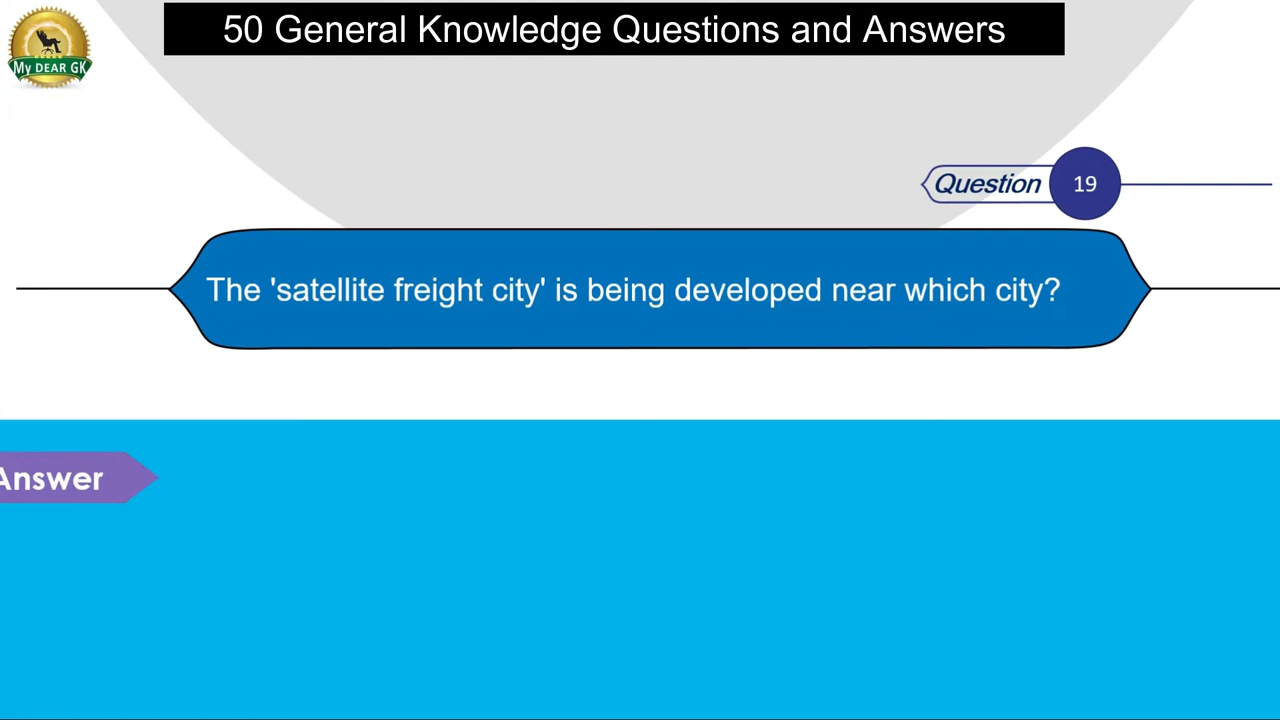 50 General Knowledge Questions and Answers
My DEAR GK
Question 19
The 'satellite freight city' is being developed near which city?
Answer